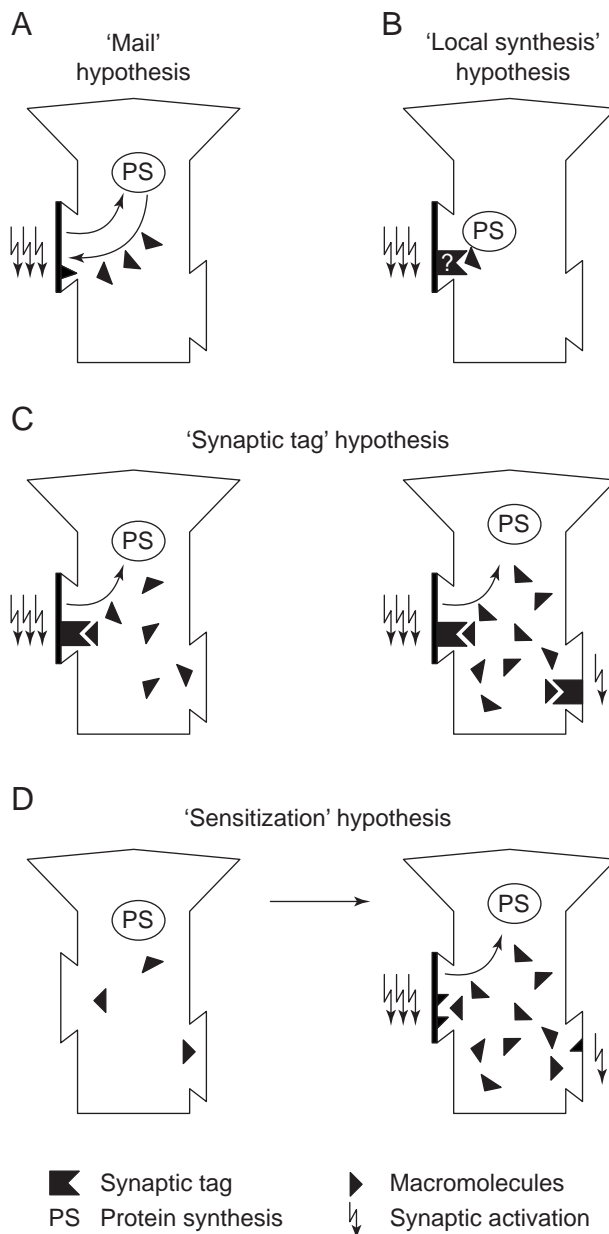 A
'Mail'
hypothesis
PS
B
'Local synthesis'
hypothesis
PS
?
C
'Synaptic tag' hypothesis
PS
PS
D
'Sensitization' hypothesis
PS
PS
Synaptic tag
Macromolecules
PS Protein synthesis
Synaptic activation